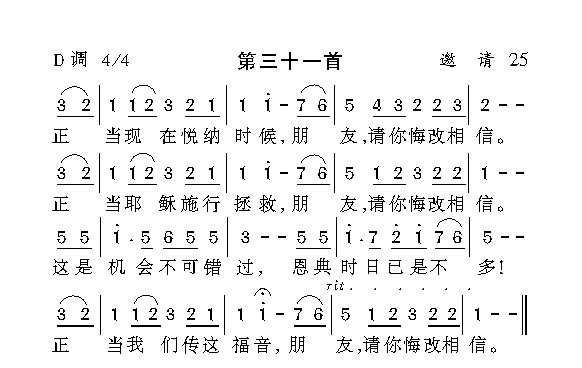 D 调 4/4 第三十一首 邀 请 25
3 2 | 1 1 2 3 2 1 | 1 i - 7 6 | 5 4 3 2 2 3 | 2 - -
正 当现 在悦纳 时 候,朋 友,请你悔改相 信。
3 2 | 1 1 2 3 2 1 | 1 i - 7 6 | 5 1 2 3 2 2 | 1 - -
正 当耶 稣施行 拯 救,朋 友,请你悔改相 信。
5 5 | i . 5 6 5 5 | 3 - - 5 5 | i . 7 2 i 7 6 | 5 - -
这是 机 会不可错 过, 恩典 时日已是不 多!
rit . . . . . .
3 2 | 1 1 2 3 2 1 | 1 i - 7 6 | 5 1 2 3 2 2 | 1 - - ‖
正 当我 们传这 福音,朋 友,请你悔改相 信。